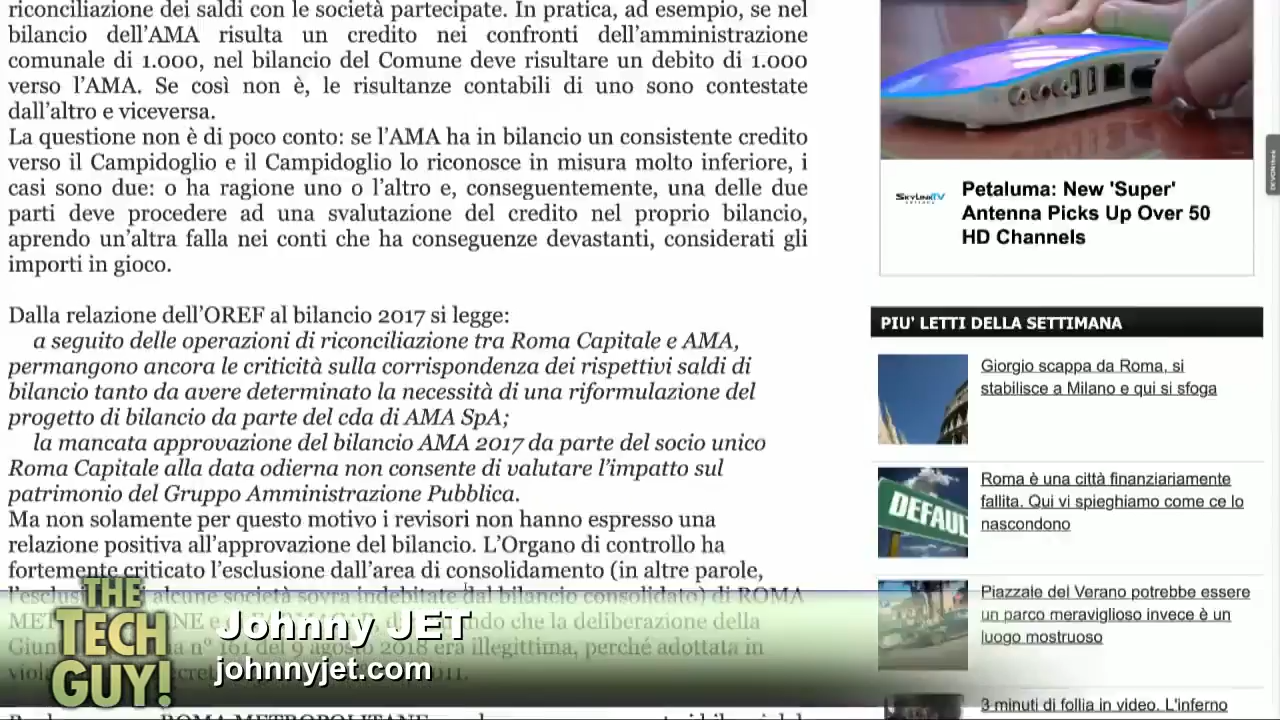 riconciliazione dei saldi con le società partecipate. In pratica, ad esempio, se nel
bilancio dell'AMA risulta un credito nei confronti dell'amministrazione
comunale di 1.000, nel bilancio del Comune deve risultare un debito di 1.000
verso l'AMA. Se così non è, le risultanze contabili di uno sono contestate
dall'altro e viceversa.
La questione non è di poco conto: se l'AMA ha in bilancio un consistente credito
verso il Campidoglio e il Campidoglio lo riconosce in misura molto inferiore, i
casi sono due: o ha ragione uno o l'altro e, conseguentemente, una delle due
parti deve procedere ad una svalutazione del credito nel proprio bilancio,
aprendo un'altra falla nei conti che ha conseguenze devastanti, considerati gli
importi in gioco.
Dalla relazione dell'OREF al bilancio 2017 si legge:
a seguito delle operazioni di riconciliazione tra Roma Capitale e AMA,
permangono ancora le criticità sulla corrispondenza dei rispettivi saldi di
bilancio tanto da avere determinato la necessità di una riformulazione del
progetto di bilancio da parte del cda di AMA SpA;
la mancata approvazione del bilancio AMA 2017 da parte del socio unico
Roma Capitale alla data odierna non consente di valutare l'impatto sul
patrimonio del Gruppo Amministrazione Pubblica.
Ma non solamente per questo motivo i revisori non hanno espresso una
relazione positiva all'approvazione del bilancio. L'Organo di controllo ha
fortemente criticato l'esclusione dall'area di consolidamento (in altre parole,
alcune società sovra indebitate dal bilancio consolidato) di ROMA
che la deliberazione della
n° 161 del 9 agosto 2018 era illegittima, perché adottata in
ROMA METROPOLITANE
THE
TECH
GUY!
Johnny JET
johnnyjet.com
SKYLINKTV
ANTENNA
Petaluma: New 'Super'
Antenna Picks Up Over 50
HD Channels
PIU' LETTI DELLA SETTIMANA
Giorgio scappa da Roma, si
stabilisce a Milano e qui si sfoga
DEFAUL
Roma è una città finanziariamente
fallita. Qui vi spieghiamo come ce lo
nascondono
Piazzale del Verano potrebbe essere
un parco meraviglioso invece è un
luogo mostruoso
3 minuti di follia in video. L'inferno